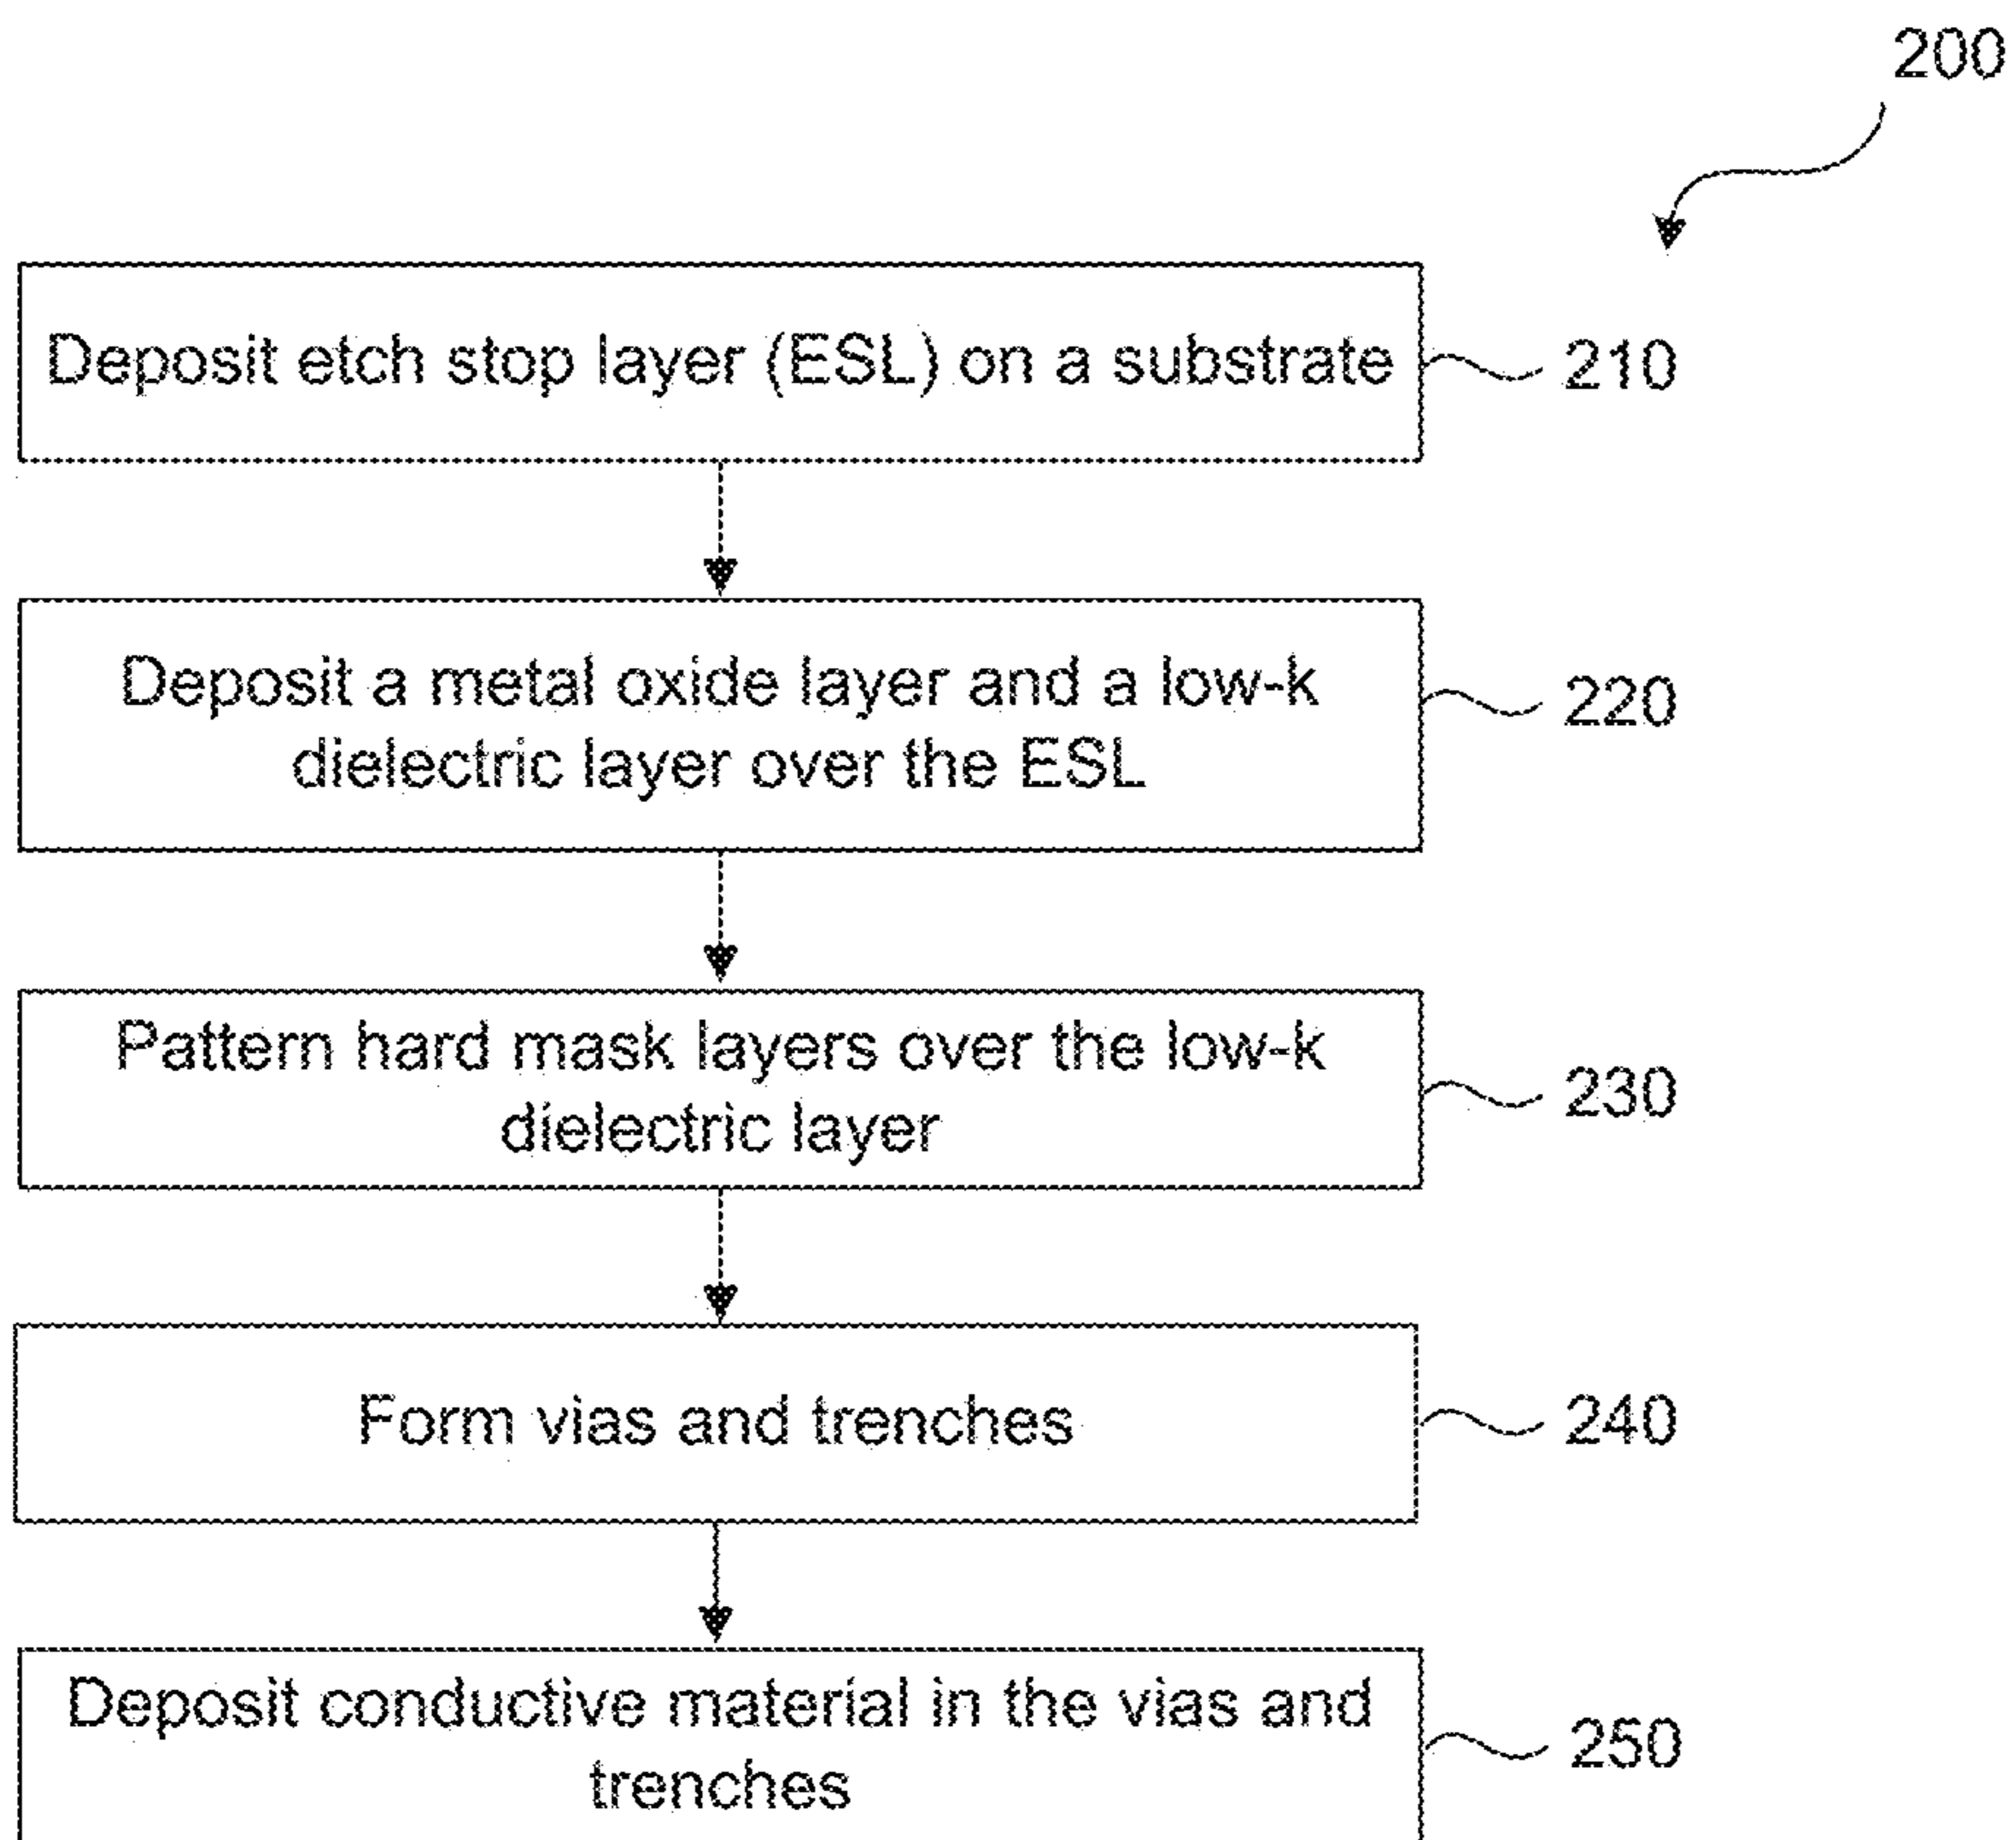 200
Deposit etch stop layer (ESL) on a substrate
210
Deposit a metal oxide layer and a low-k
dielectric layer over the ESL
220
Pattern hard mask layers over the low-k
dielectric layer
230
Form vias and trenches
240
Deposit conductive material in the vias and
trenches
250